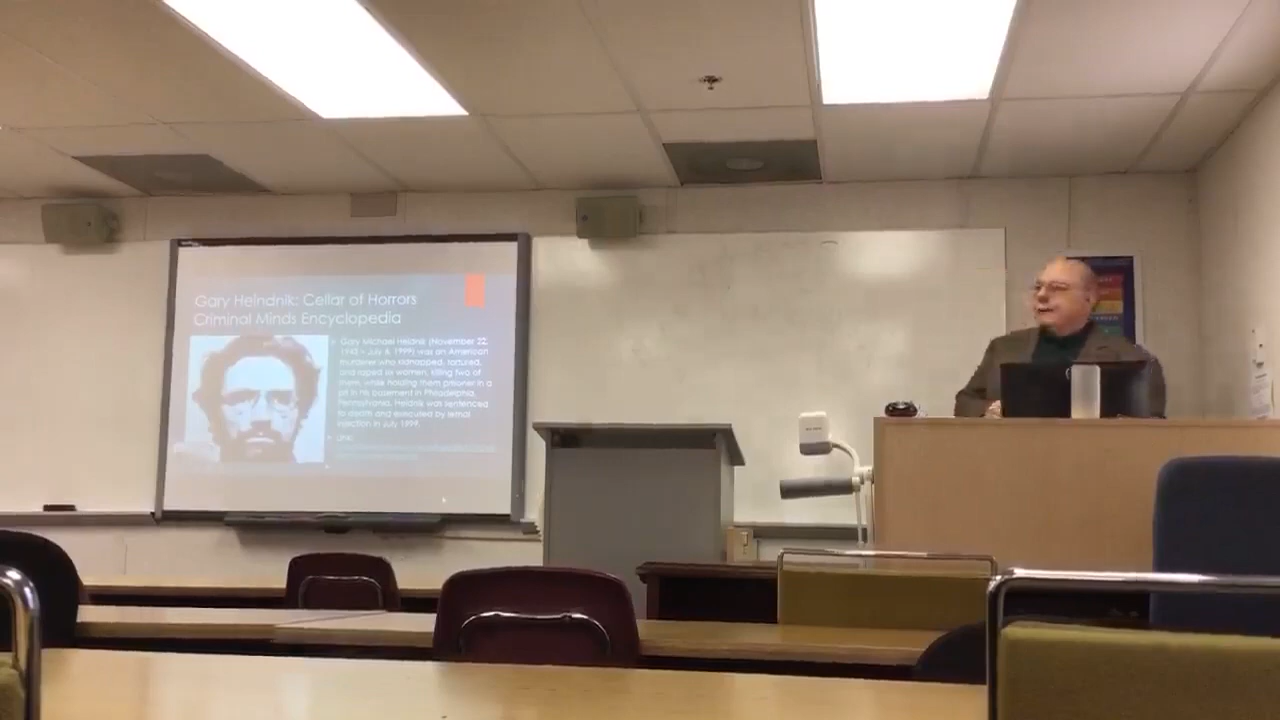 Gary Heindnik: Cellar of Horrors
Criminal Minds Encyclopedia
Gary Michael Heidnik (November 22,
1943 – July 6, 1999) was an American
murderer who kidnapped, tortured,
and raped six women, killing two of
them, while holding them prisoner in a
pit in his basement in Philadelphia,
Pennsylvania. Heidnik was sentenced
to death and executed by lethal
injection in July 1999.
Link: